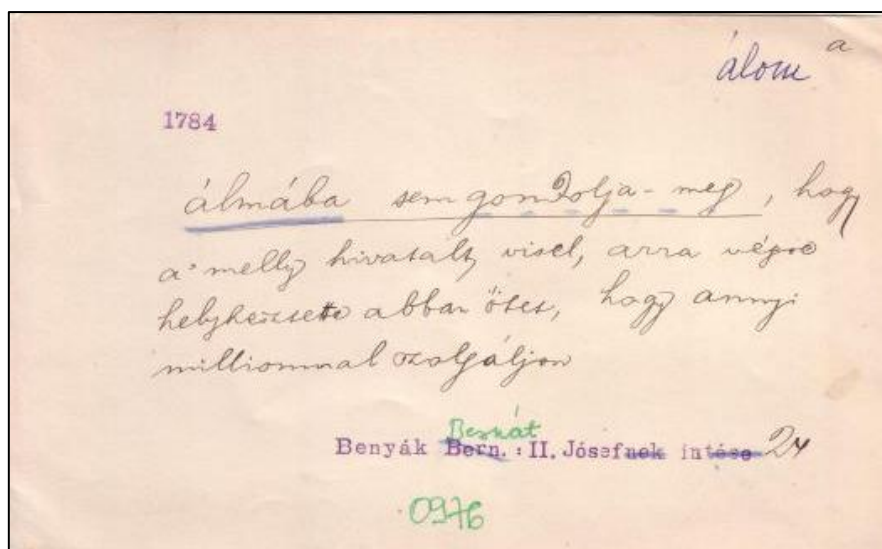 álom a
1784
álmába sem gondolja-meg, hogy
a' melly hivatalt visel, arra végre
helyheztette abban őtet, hogy annyi
milliomnal szolgáljon
Bernát
Benyák Bern. : II. Jósefnek intése 24
0976